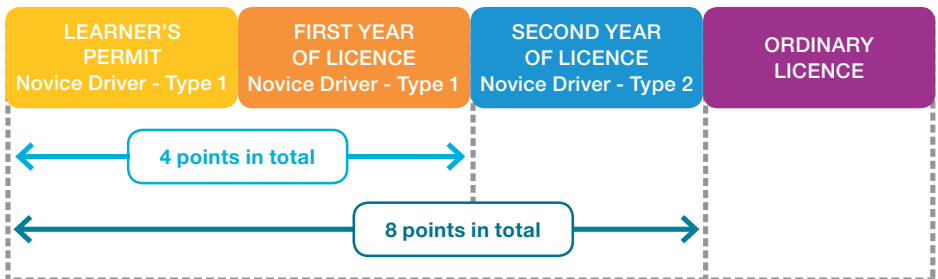 LEARNER'S
PERMIT
Novice Driver - Type 1
FIRST YEAR
OF LICENCE
Novice Driver - Type 1
SECOND YEAR
OF LICENCE
Novice Driver - Type 2
ORDINARY
LICENCE
4 points in total
8 points in total